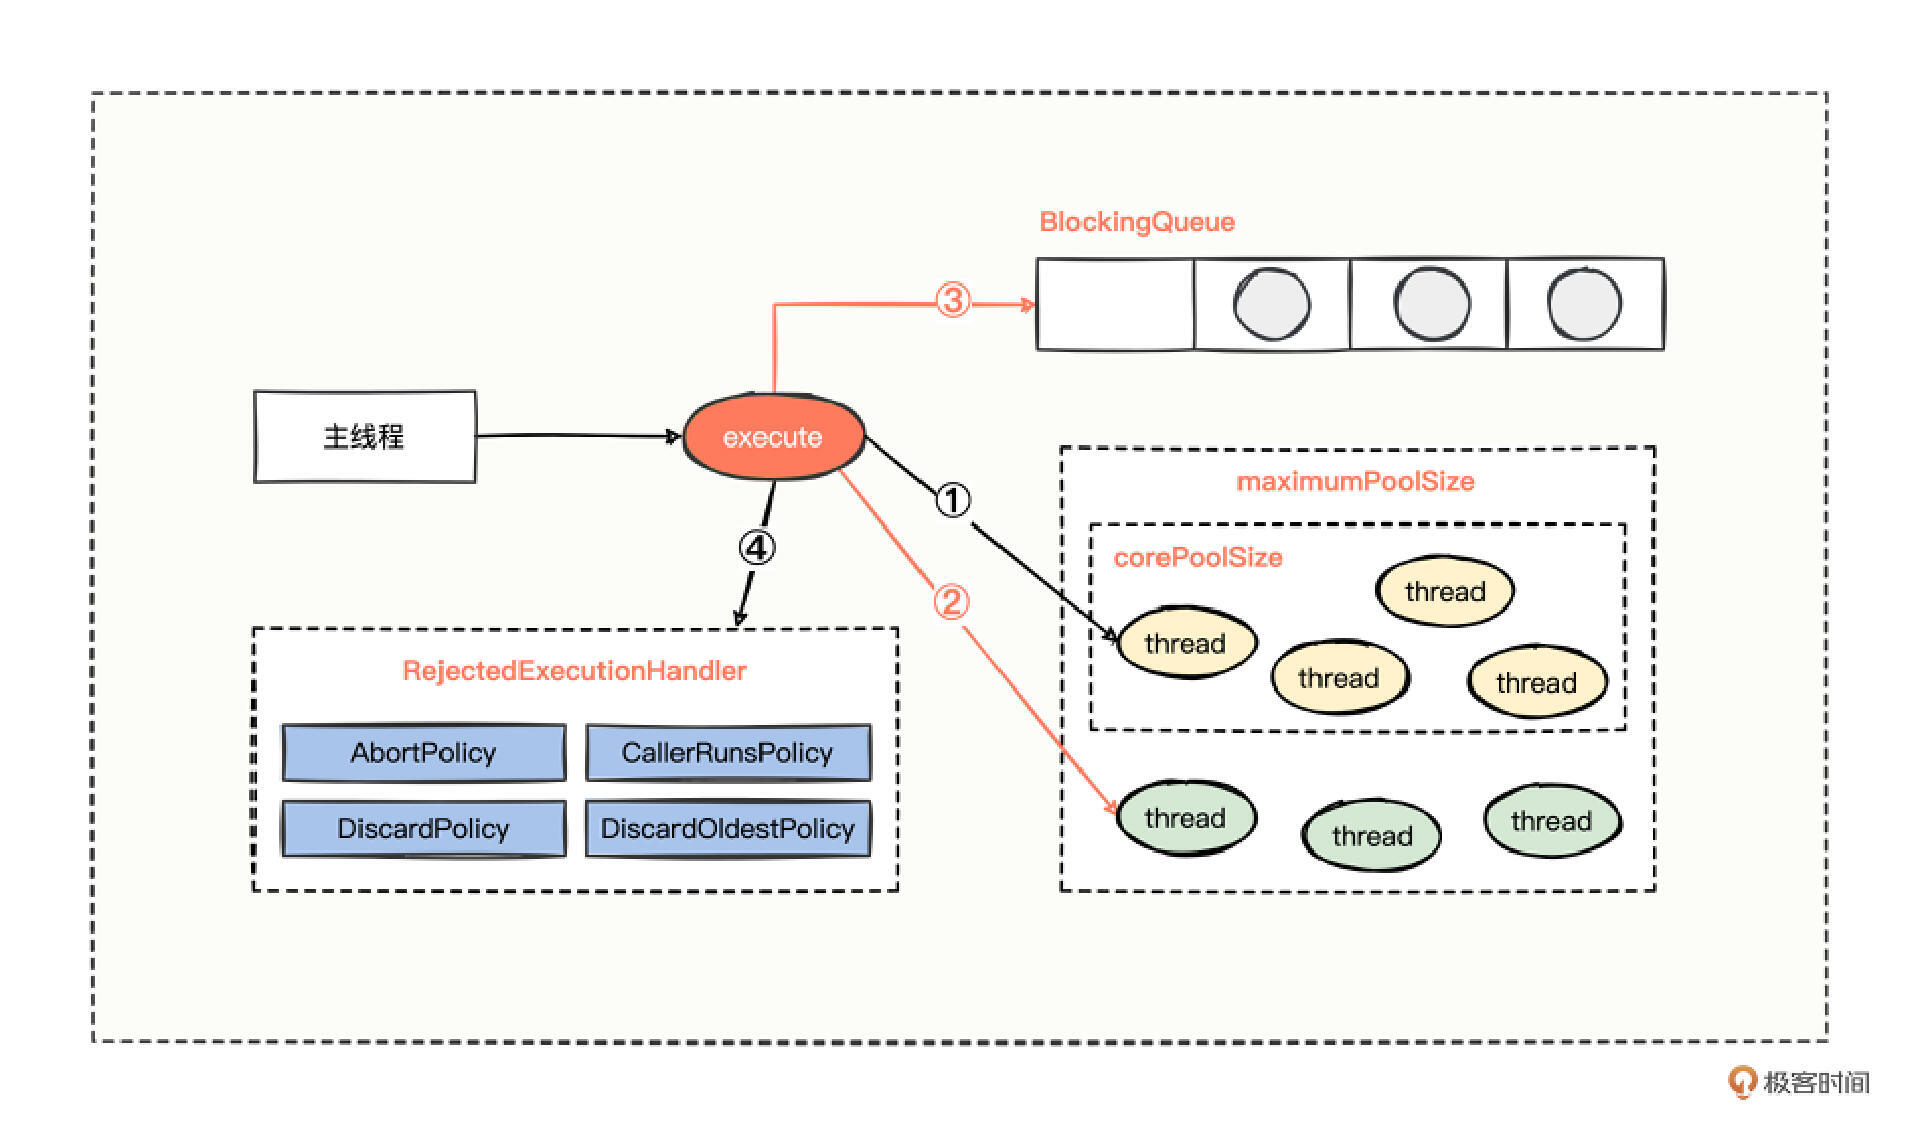 BlockingQueue
③
主线程
execute
①
④
②
maximumPoolSize
corePoolSize
thread
thread
thread
thread
RejectedExecutionHandler
AbortPolicy
CallerRunsPolicy
DiscardPolicy
DiscardOldestPolicy
thread
thread
thread
极客时间